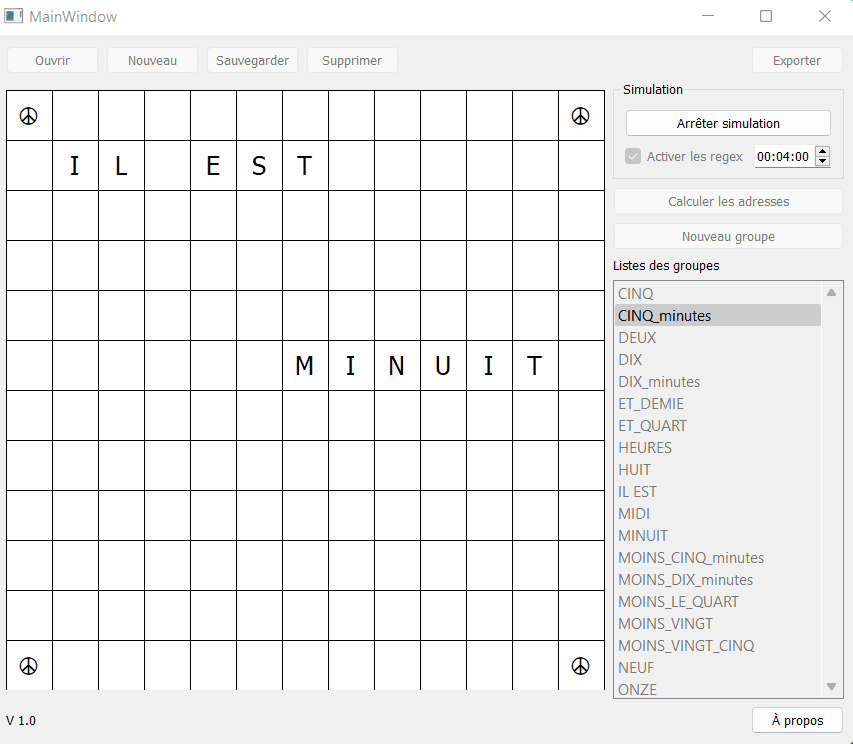 MainWindow
Ouvrir Nouveau Sauvegarder Supprimer Exporter
☮ ☮
I L E S T
M I N U I T
☮ ☮
Simulation
Arrêter simulation
Activer les regex 00:04:00
Calculer les adresses
Nouveau groupe
Listes des groupes
CINQ
CINQ_minutes
DEUX
DIX
DIX_minutes
ET_DEMIE
ET_QUART
HEURES
HUIT
IL EST
MIDI
MINUIT
MOINS_CINQ_minutes
MOINS_DIX_minutes
MOINS_LE_QUART
MOINS_VINGT
MOINS_VINGT_CINQ
NEUF
ONZE
V 1.0
À propos